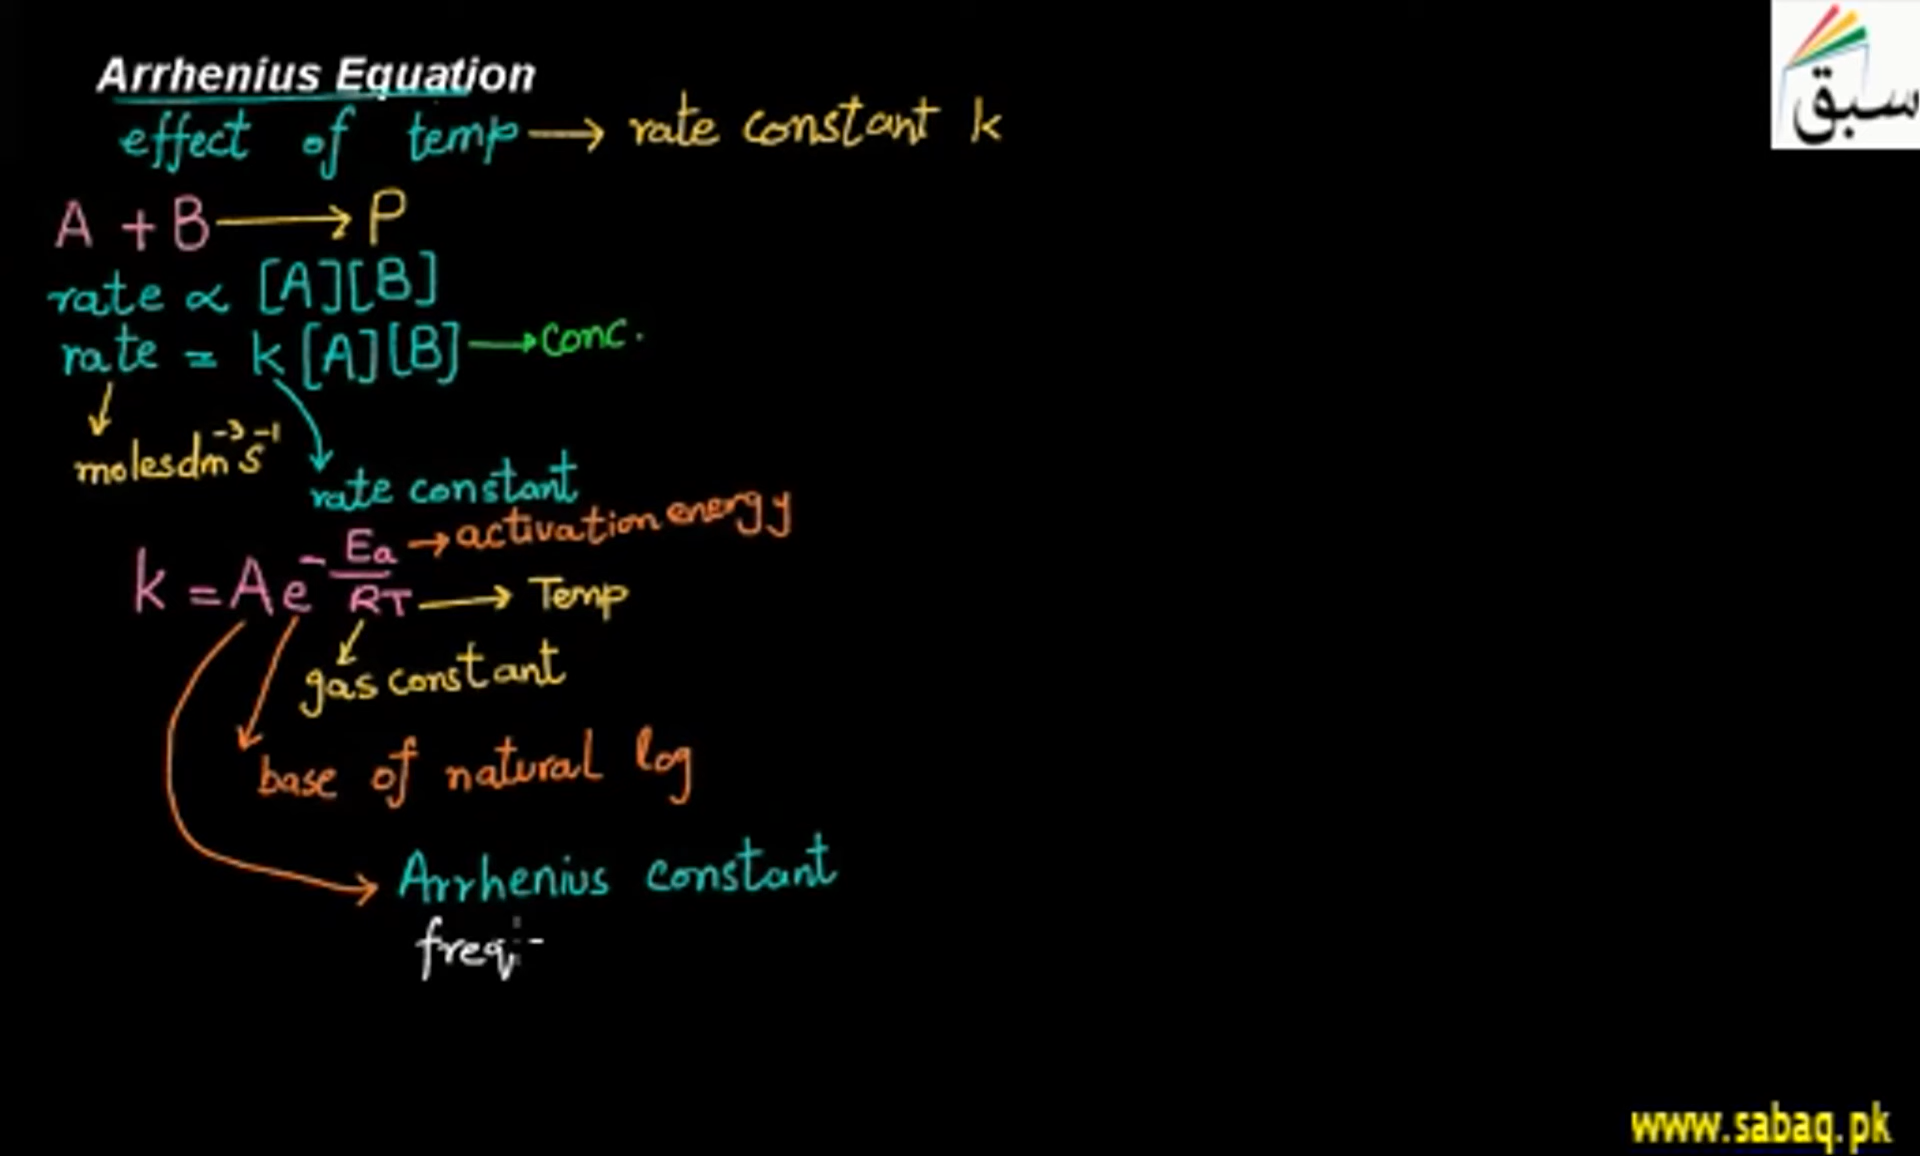 Arrhenius Equation
effect of temp → rate constant k
A + B → P
rate ∝ [A][B]
rate = k[A][B] → conc.
molesdm⁻³s⁻¹
rate constant
k = Ae^-Ea/RT → activation energy
→ Temp
gas constant
base of natural log
Arrhenius constant
freq
سبق
www.sabaq.pk